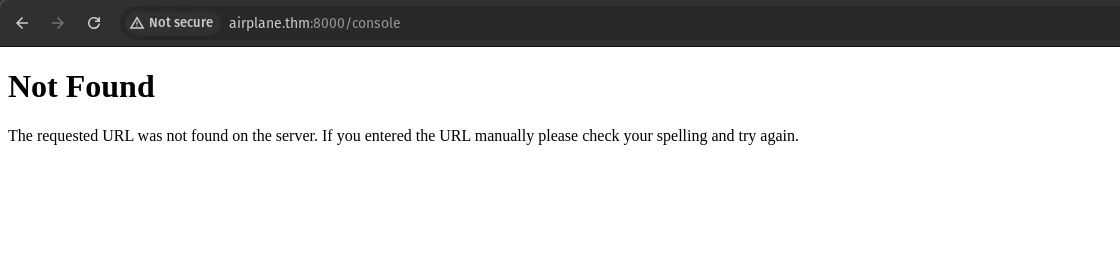 Not secure airplane.thm:8000/console
Not Found
The requested URL was not found on the server. If you entered the URL manually please check your spelling and try again.